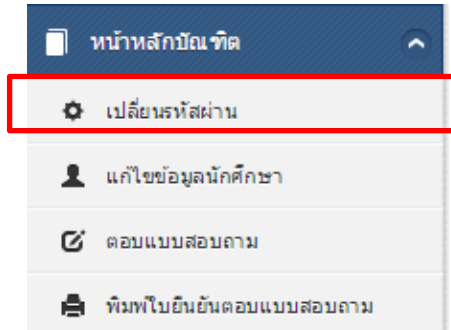 หน้าหลักบัณฑิต
เปลี่ยนรหัสผ่าน
แก้ไขข้อมูลนักศึกษา
ตอบแบบสอบถาม
พิมพ์ใบยืนยันตอบแบบสอบถาม